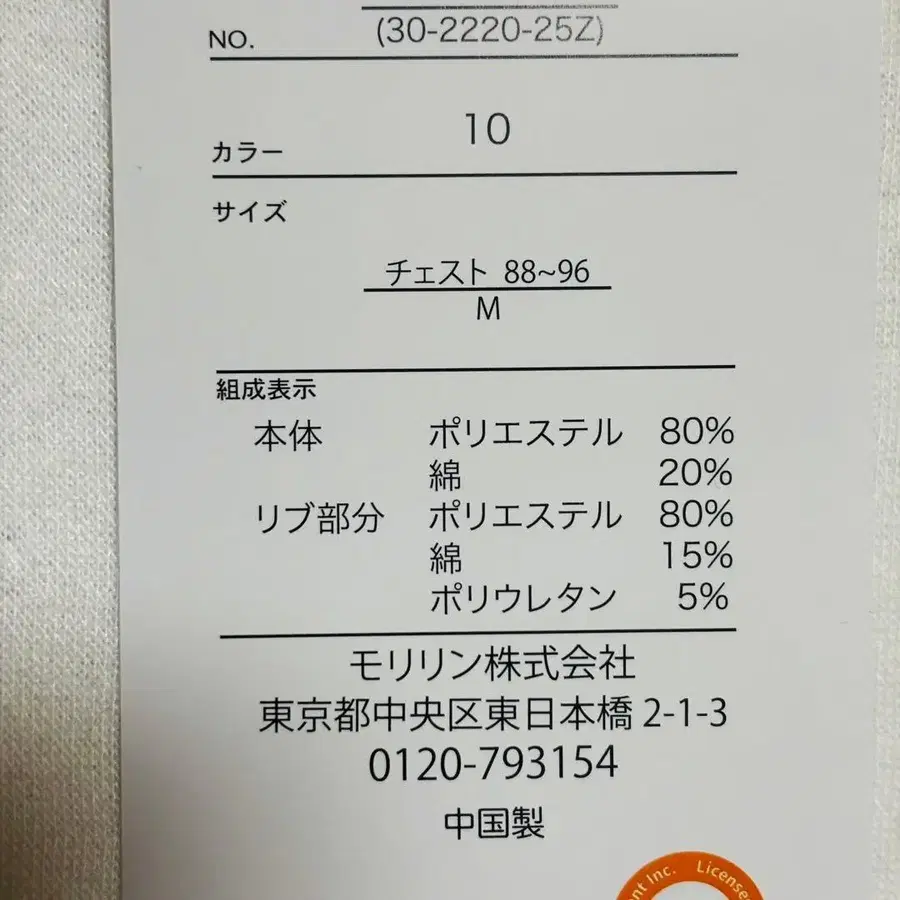 NO. (30-2220-25Z)
カラー 10
サイズ
チェスト 88~96
M
組成表示
本体 ポリエステル 80%
綿 20%
リブ部分 ポリエステル 80%
綿 15%
ポリウレタン 5%
モリリン株式会社
東京都中央区東日本橋 2-1-3
0120-793154
中国製
Inc.